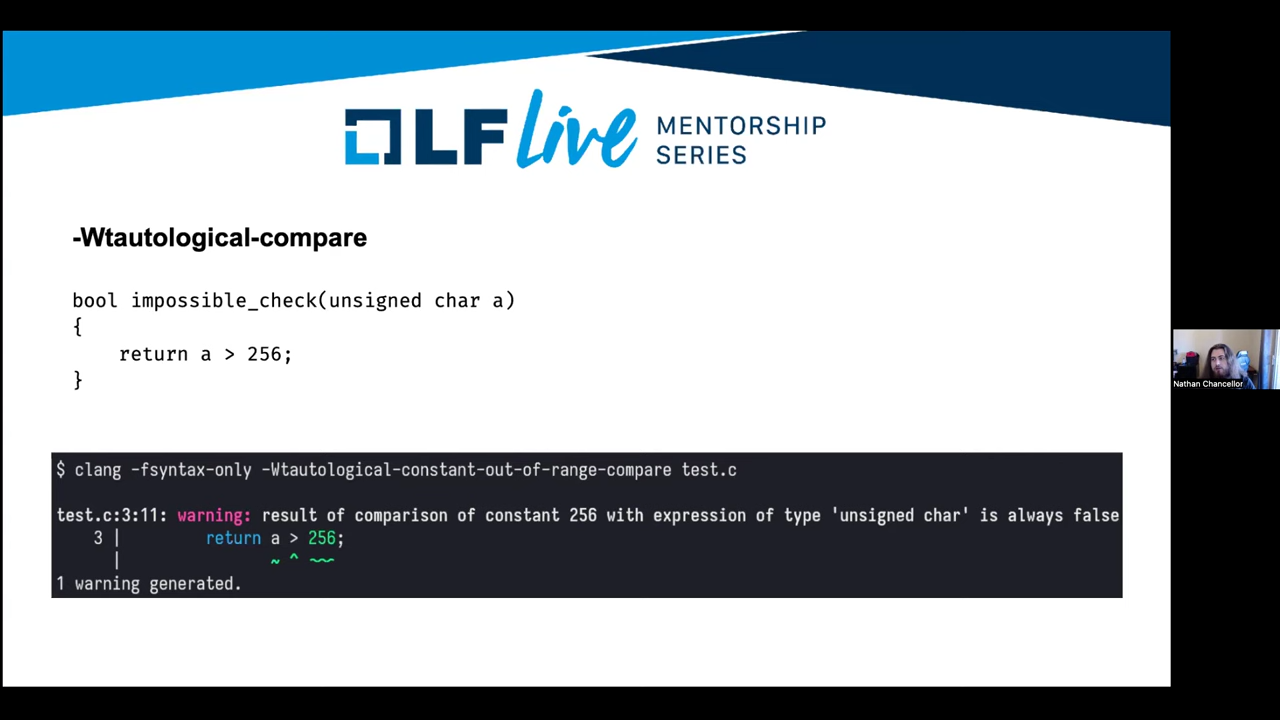 LF Live MENTORSHIP
SERIES
-Wtautological-compare
bool impossible_check(unsigned char a)
{
    return a > 256;
}
$ clang -fsyntax-only -Wtautological-constant-out-of-range-compare test.c
test.c:3:11: warning: result of comparison of constant 256 with expression of type 'unsigned char' is always false
    3 |         return a > 256;
      |                ~ ^ ~~~
1 warning generated.
Nathan Chancellor